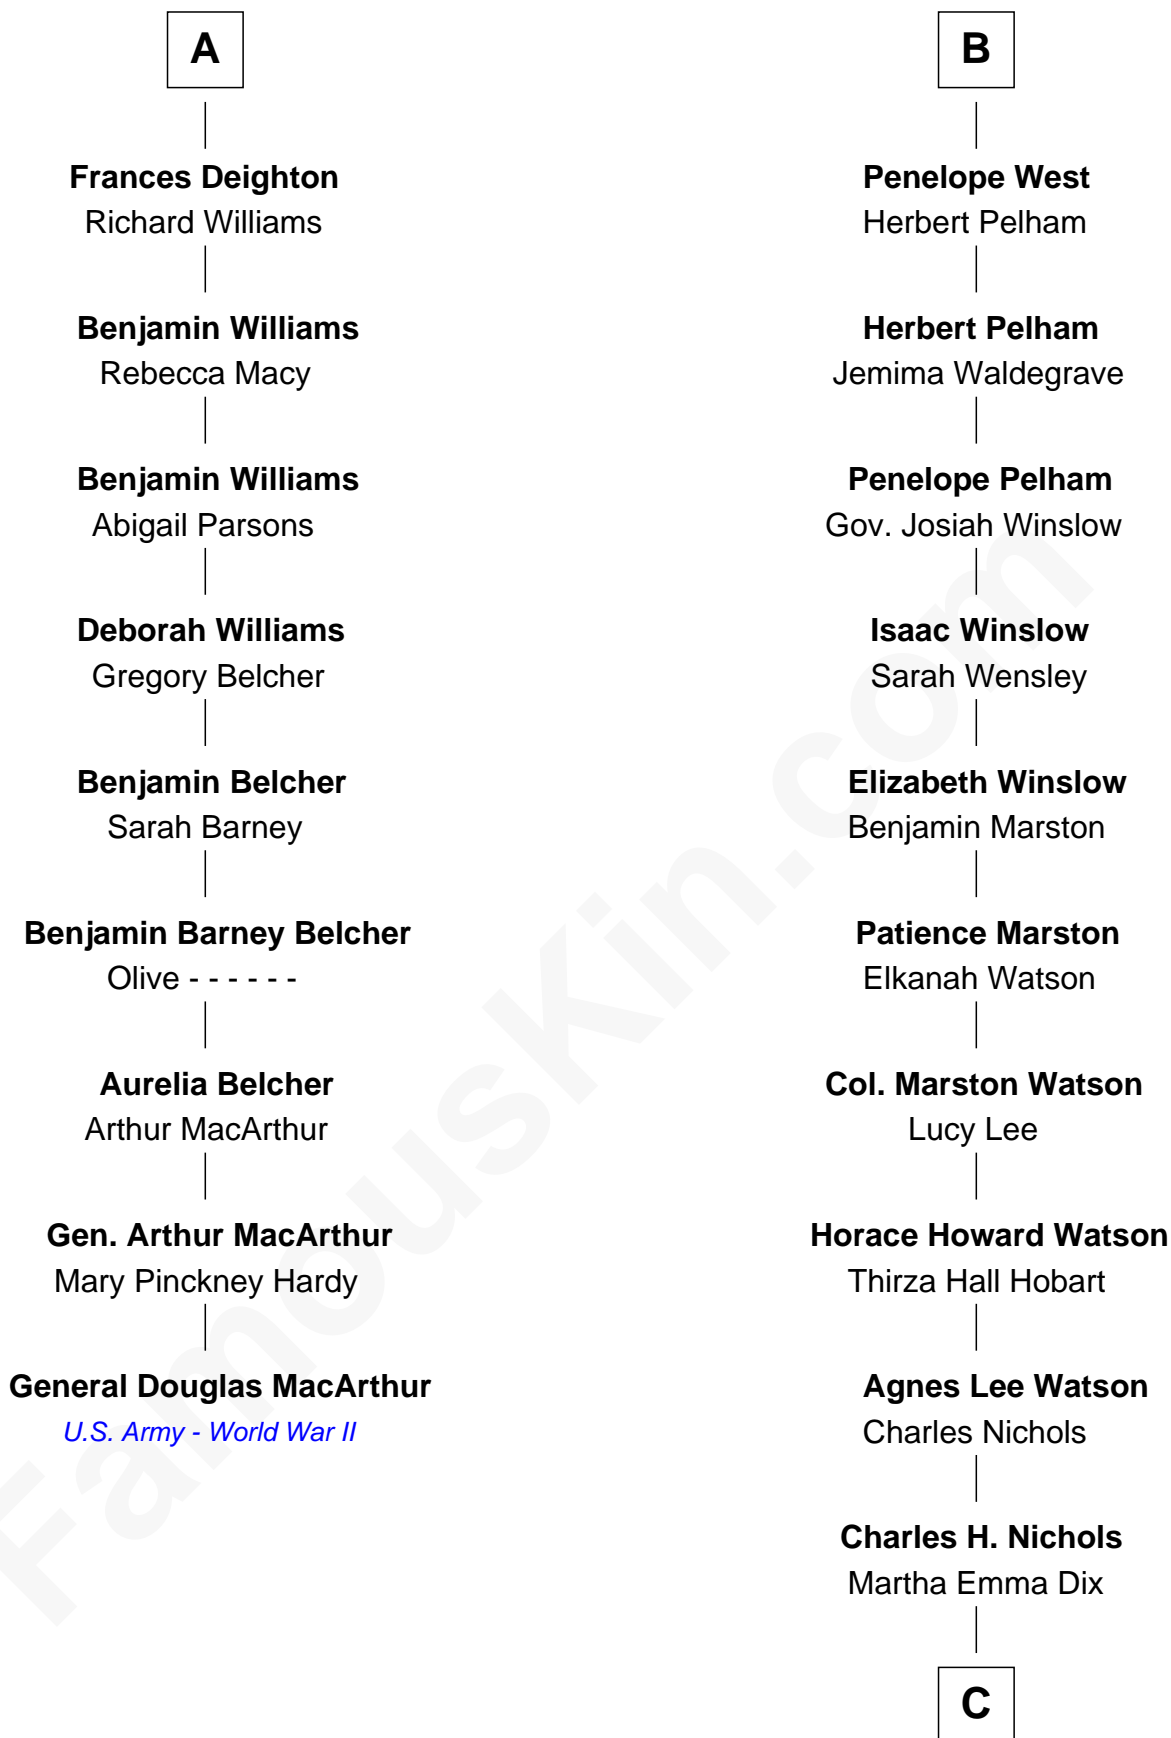 A
Frances Deighton
Richard Williams
Benjamin Williams
Rebecca Macy
Benjamin Williams
Abigail Parsons
Deborah Williams
Gregory Belcher
Benjamin Belcher
Sarah Barney
Benjamin Barney Belcher
Olive - - - - - -
Aurelia Belcher
Arthur MacArthur
Gen. Arthur MacArthur
Mary Pinckney Hardy
General Douglas MacArthur
U.S. Army - World War II
B
Penelope West
Herbert Pelham
Herbert Pelham
Jemima Waldegrave
Penelope Pelham
Gov. Josiah Winslow
Isaac Winslow
Sarah Wensley
Elizabeth Winslow
Benjamin Marston
Patience Marston
Elkanah Watson
Col. Marston Watson
Lucy Lee
Horace Howard Watson
Thirza Hall Hobart
Agnes Lee Watson
Charles Nichols
Charles H. Nichols
Martha Emma Dix
C
FamousKin.com